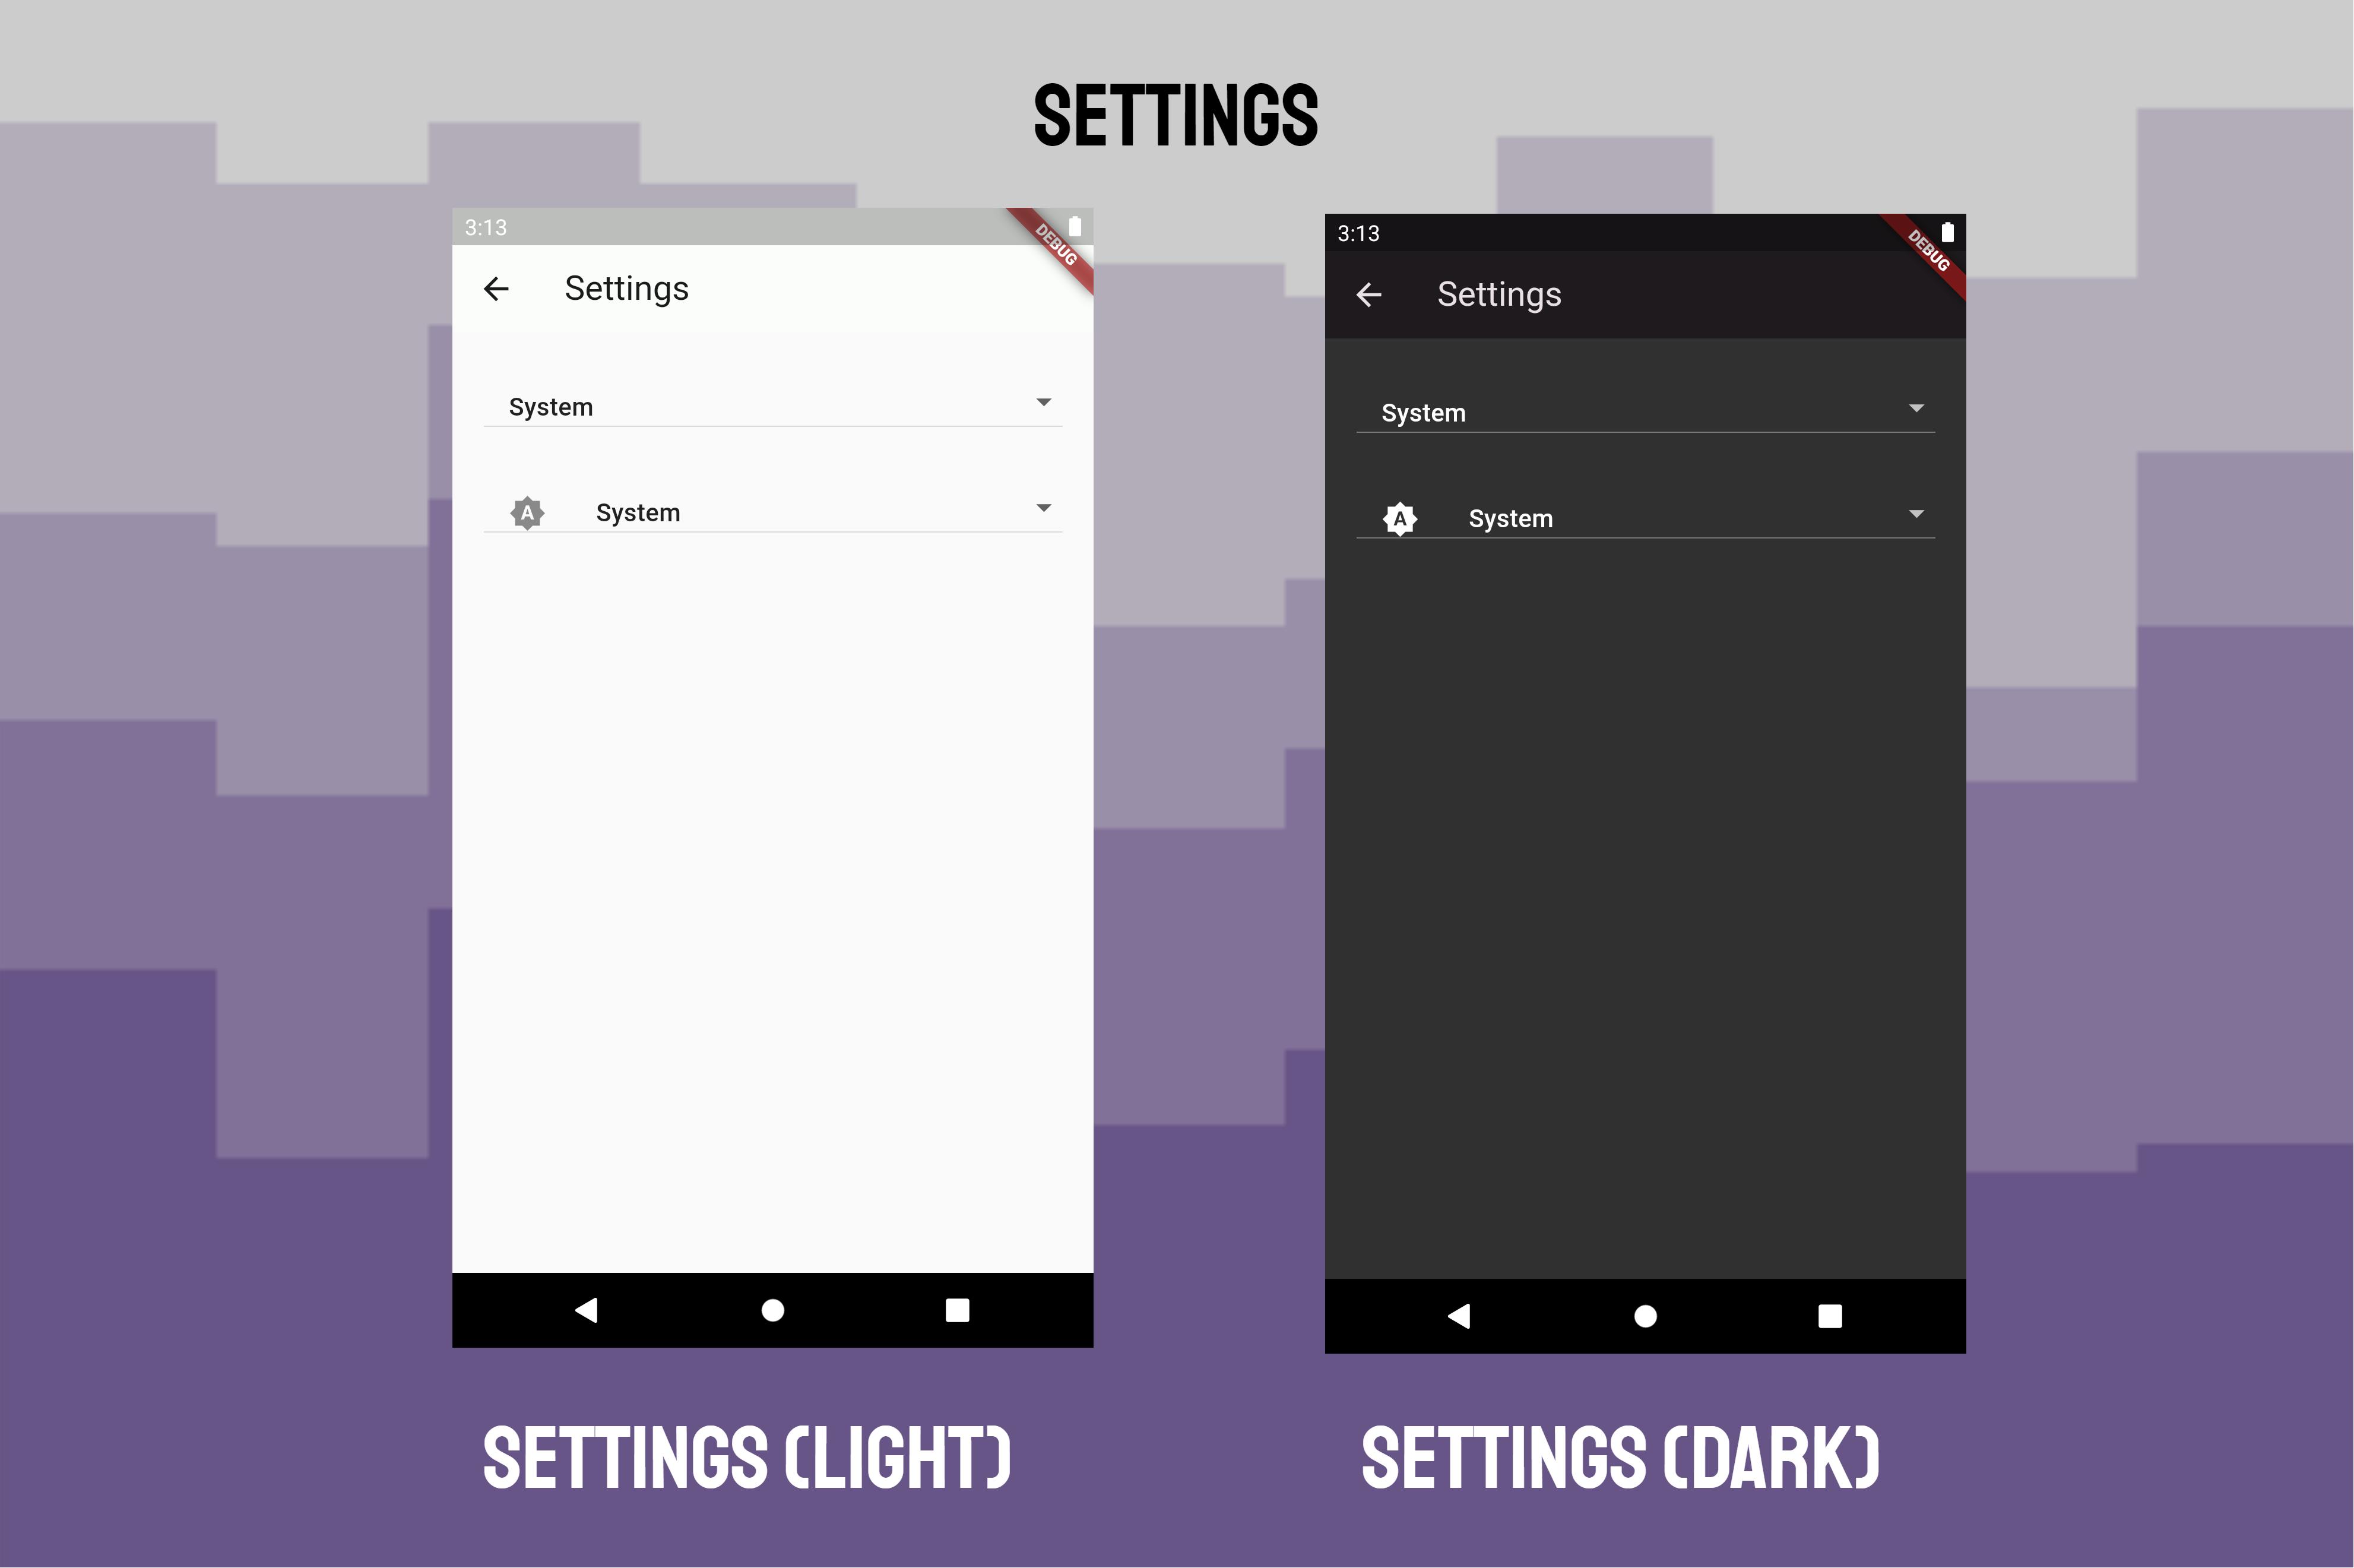 SETTINGS
3:13
DEBUG
Settings
System
A
System
3:13
DEBUG
Settings
System
A
System
SETTINGS (LIGHT)
SETTINGS (DARK)